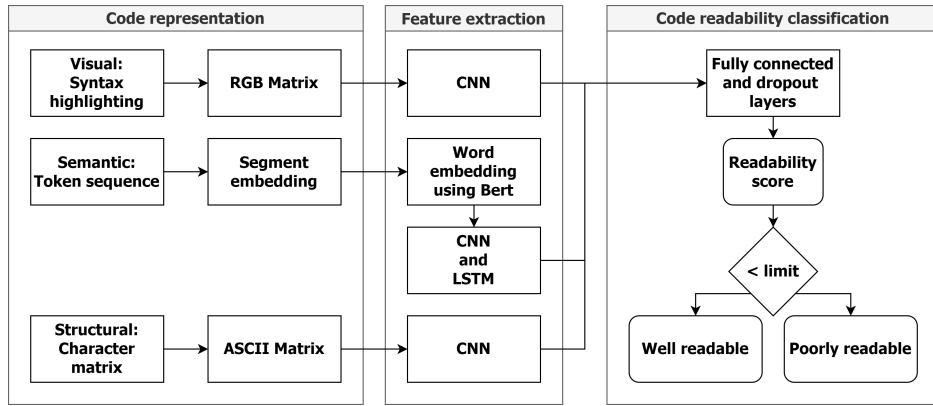 Code representation
Feature extraction
Code readability classification
Visual:
Syntax
highlighting
RGB Matrix
CNN
Fully connected
and dropout
layers
Semantic:
Token sequence
Segment
embedding
Word
embedding
using Bert
Readability
score
CNN
and
LSTM
< limit
Structural:
Character
matrix
ASCII Matrix
CNN
Well readable
Poorly readable